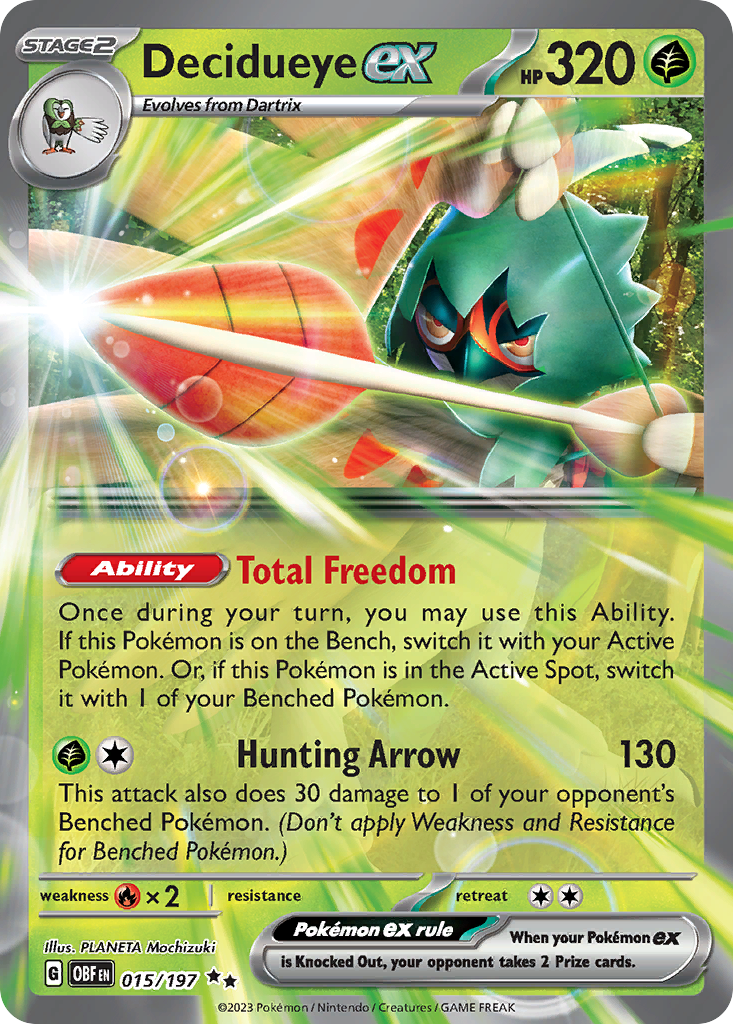 STAGE2
Decidueye ex
HP 320
Evolves from Dartrix
Ability Total Freedom
Once during your turn, you may use this Ability.
If this Pokémon is on the Bench, switch it with your Active
Pokémon. Or, if this Pokémon is in the Active Spot, switch
it with 1 of your Benched Pokémon.
Hunting Arrow 130
This attack also does 30 damage to 1 of your opponent's
Benched Pokémon. (Don't apply Weakness and Resistance
for Benched Pokémon.)
weakness ×2 resistance retreat
Illus. PLANETA Mochizuki
G OBF EN 015/197
Pokémon ex rule
When your Pokémon ex
is Knocked Out, your opponent takes 2 Prize cards.
©2023 Pokémon / Nintendo / Creatures / GAME FREAK